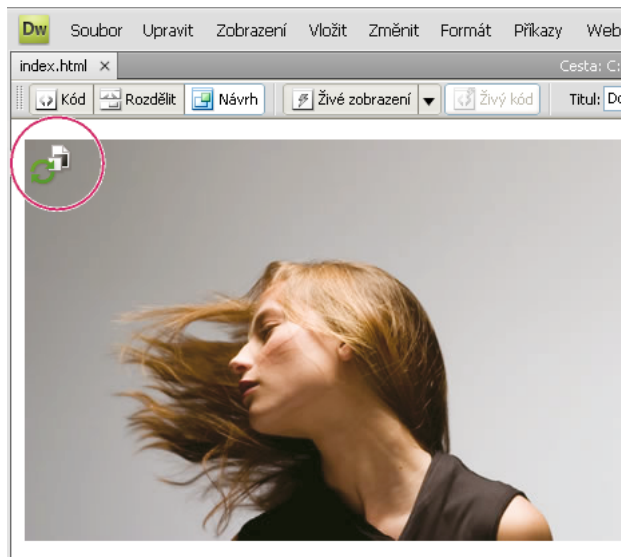 Dw Soubor Upravit Zobrazení Vložit Změnit Formát Příkazy Web
index.html × Cesta: C:
Kód Rozdělit Návrh Živé zobrazení Živý kód Titul: Do